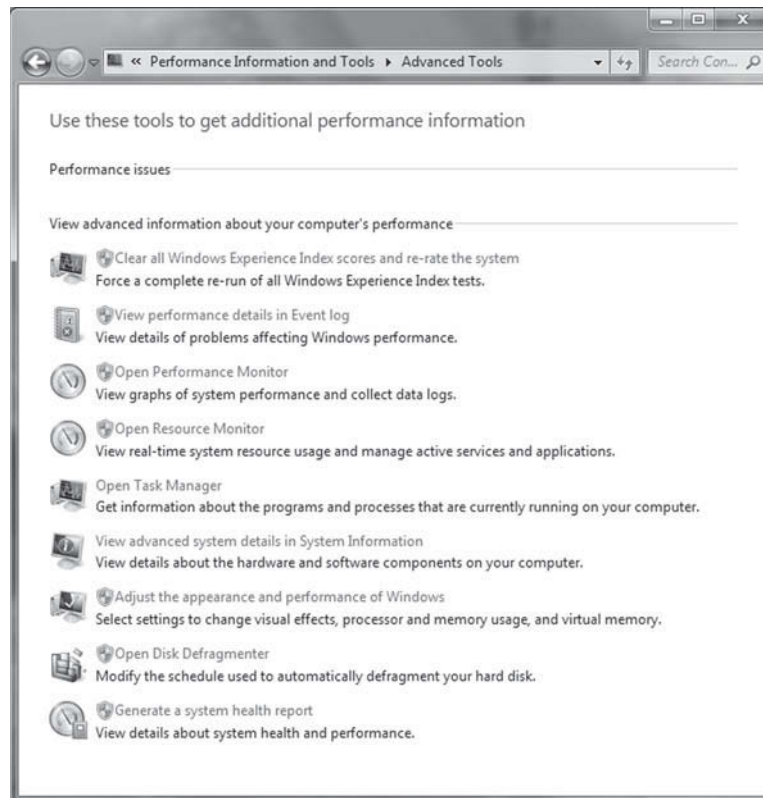 « Performance Information and Tools ▸ Advanced Tools
Search Con...
Use these tools to get additional performance information
Performance issues
View advanced information about your computer's performance
Clear all Windows Experience Index scores and re-rate the system
Force a complete re-run of all Windows Experience Index tests.
View performance details in Event log
View details of problems affecting Windows performance.
Open Performance Monitor
View graphs of system performance and collect data logs.
Open Resource Monitor
View real-time system resource usage and manage active services and applications.
Open Task Manager
Get information about the programs and processes that are currently running on your computer.
View advanced system details in System Information
View details about the hardware and software components on your computer.
Adjust the appearance and performance of Windows
Select settings to change visual effects, processor and memory usage, and virtual memory.
Open Disk Defragmenter
Modify the schedule used to automatically defragment your hard disk.
Generate a system health report
View details about system health and performance.